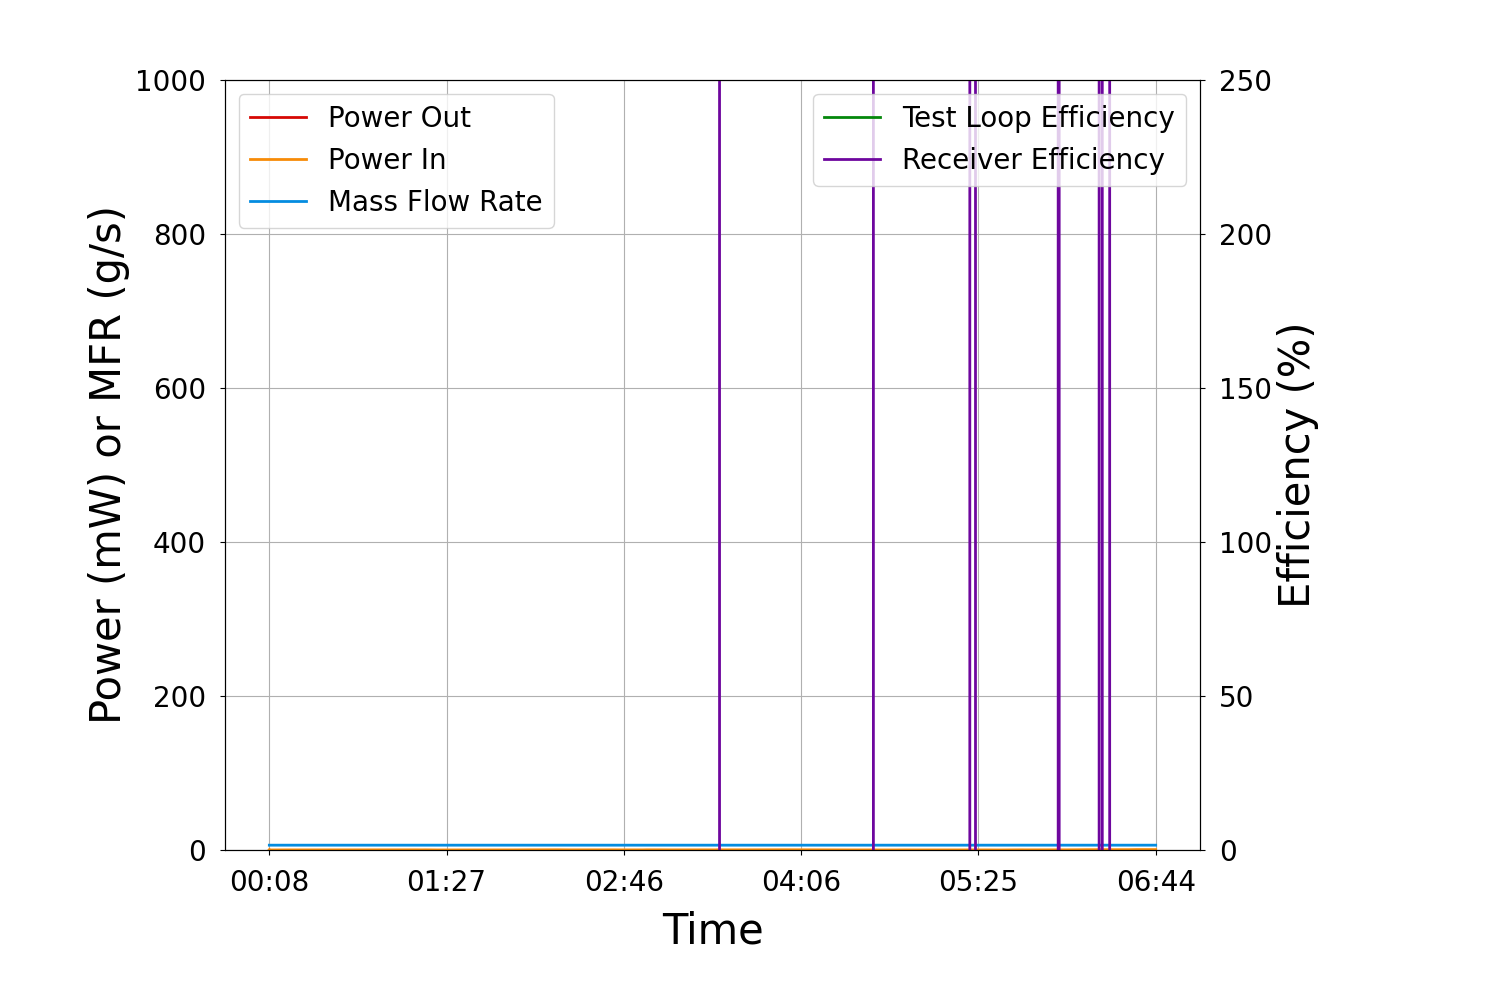 Power Out
Power In
Mass Flow Rate
Test Loop Efficiency
Receiver Efficiency
1000
800
600
400
200
0
Power (mW) or MFR (g/s)
250
200
150
100
50
0
Efficiency (%)
00:08 01:27 02:46 04:06 05:25 06:44
Time